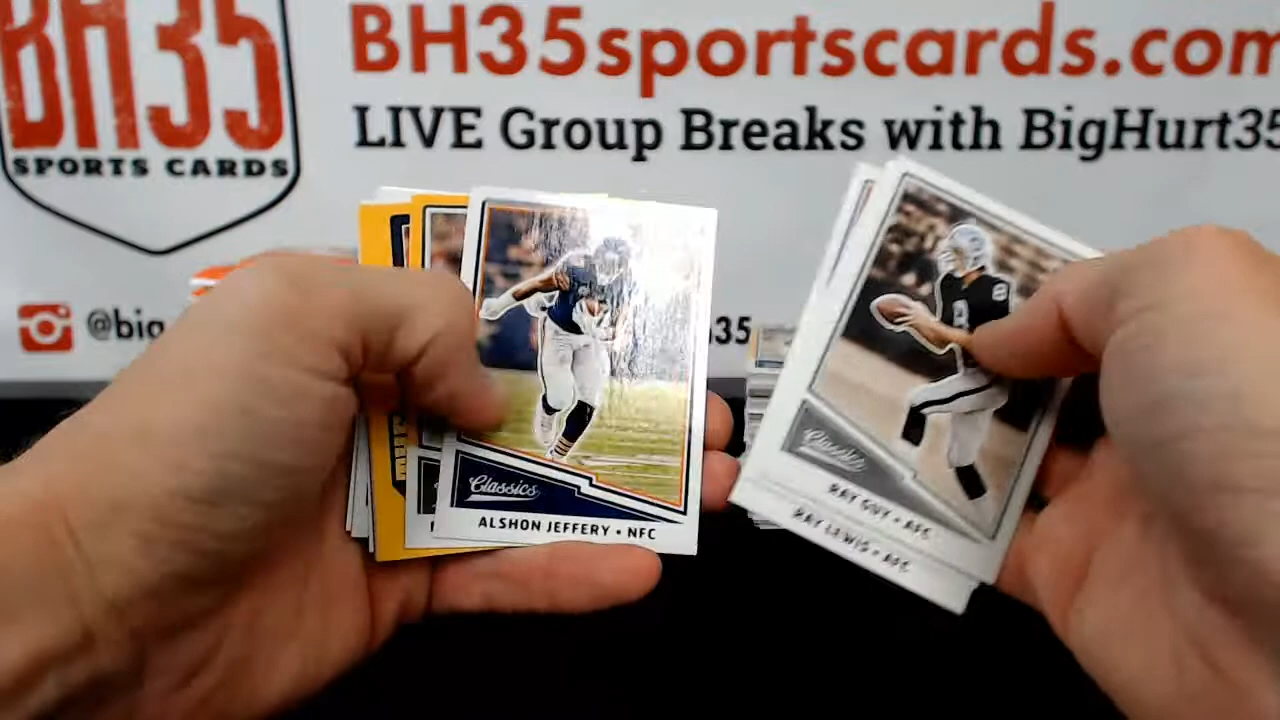 BH35
SPORTS CARDS
BH35sportscards.com
LIVE Group Breaks with BigHurt35
@big
35
Classics
ALSHON JEFFERY • NFC
8
Classics
RAY GUY • AFC
RAY LEWIS • AFC